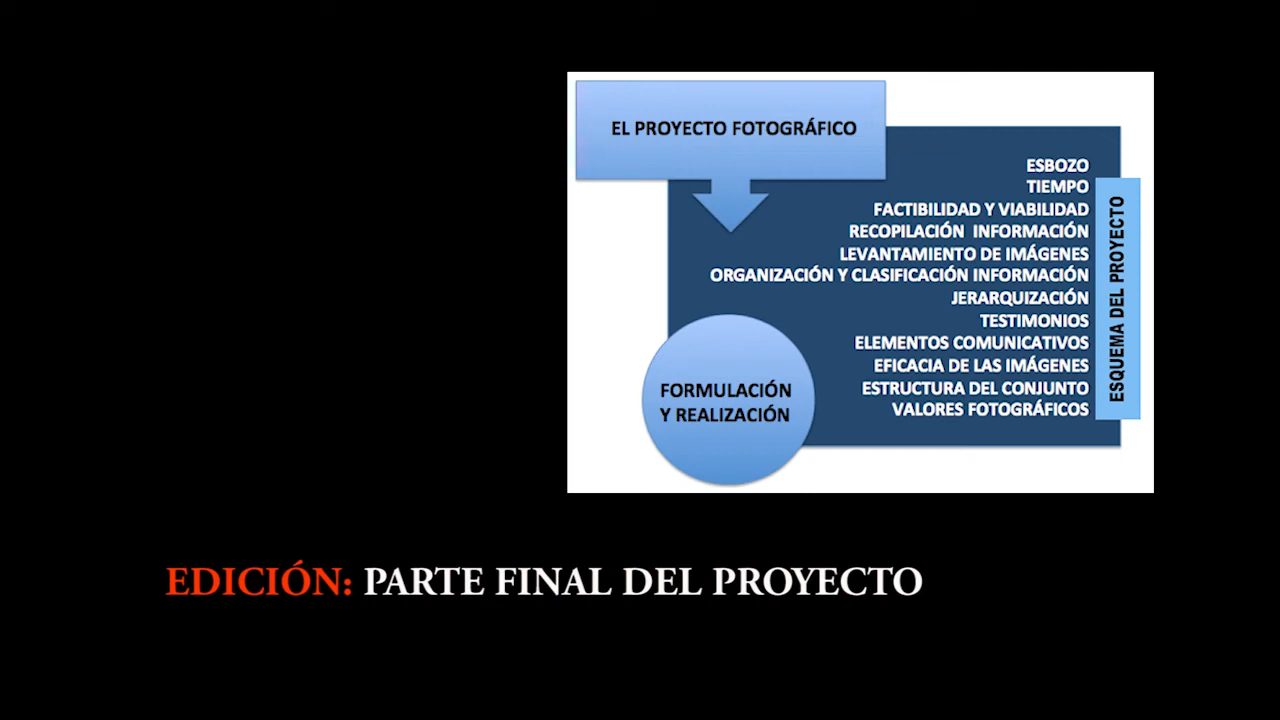 EL PROYECTO FOTOGRÁFICO
ESBOZO
TIEMPO
FACTIBILIDAD Y VIABILIDAD
RECOPILACIÓN INFORMACIÓN
LEVANTAMIENTO DE IMÁGENES
ORGANIZACIÓN Y CLASIFICACIÓN INFORMACIÓN
JERARQUIZACIÓN
TESTIMONIOS
ELEMENTOS COMUNICATIVOS
EFICACIA DE LAS IMÁGENES
ESTRUCTURA DEL CONJUNTO
VALORES FOTOGRÁFICOS
ESQUEMA DEL PROYECTO
FORMULACIÓN
Y REALIZACIÓN
EDICIÓN: PARTE FINAL DEL PROYECTO